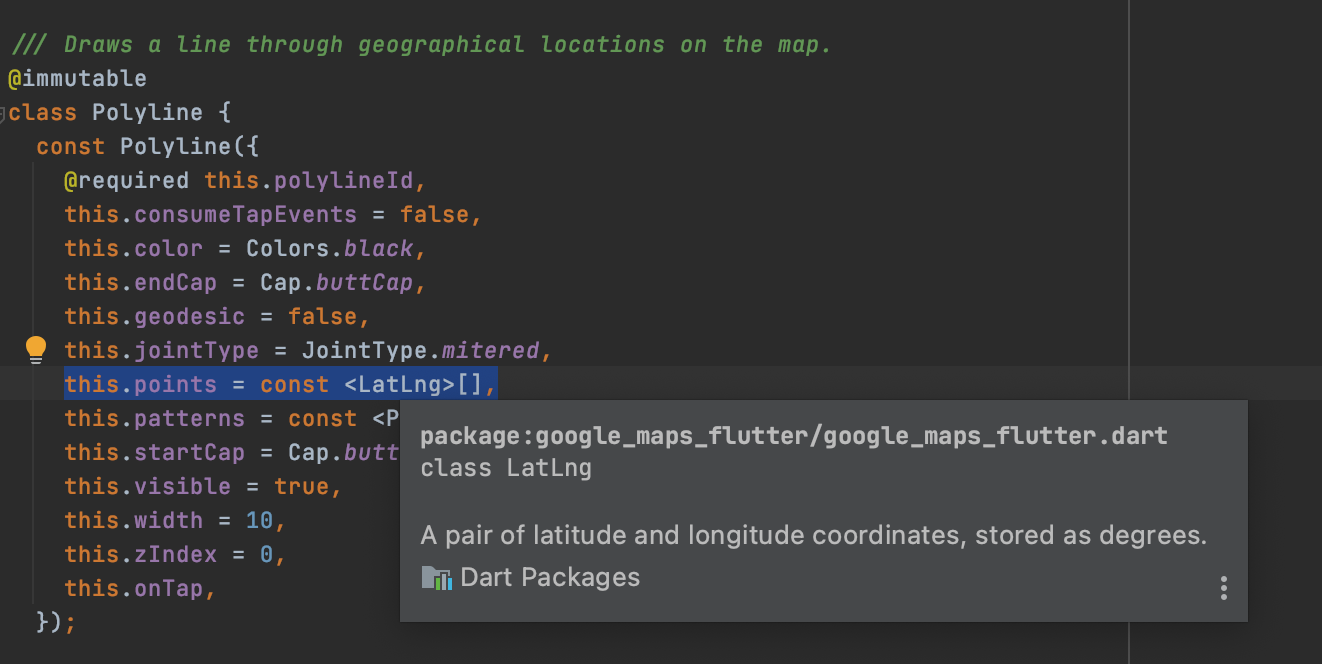 /// Draws a line through geographical locations on the map.
@immutable
class Polyline {
const Polyline({
@required this.polylineId,
this.consumeTapEvents = false,
this.color = Colors.black,
this.endCap = Cap.buttCap,
this.geodesic = false,
this.jointType = JointType.mitered,
this.points = const <LatLng>[],
this.patterns = const <P
this.startCap = Cap.butt
this.visible = true,
this.width = 10,
this.zIndex = 0,
this.onTap,
});
package:google_maps_flutter/google_maps_flutter.dart
class LatLng
A pair of latitude and longitude coordinates, stored as degrees.
Dart Packages